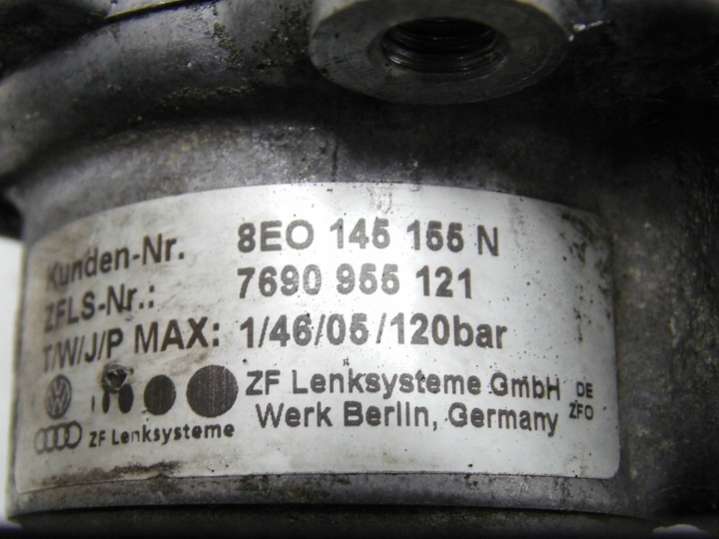 Kunden-Nr. 8EO 145 155 N
ZFLS-Nr.: 7690 955 121
T/W/J/P MAX: 1/46/05/120bar
ZF Lenksysteme GmbH DE
Werk Berlin, Germany ZFO
ZF Lenksysteme